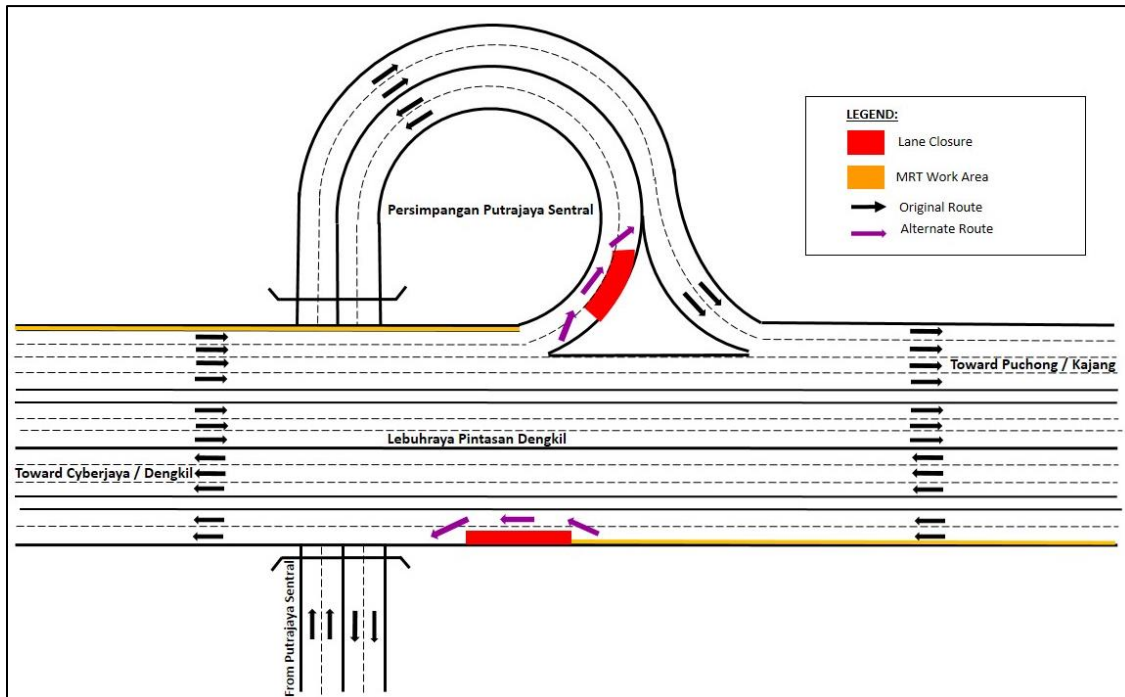 LEGEND:
Lane Closure
MRT Work Area
Original Route
Alternate Route
Persimpangan Putrajaya Sentral
Toward Puchong / Kajang
Lebuhraya Pintasan Dengkil
Toward Cyberjaya / Dengkil
From Putrajaya Sentral